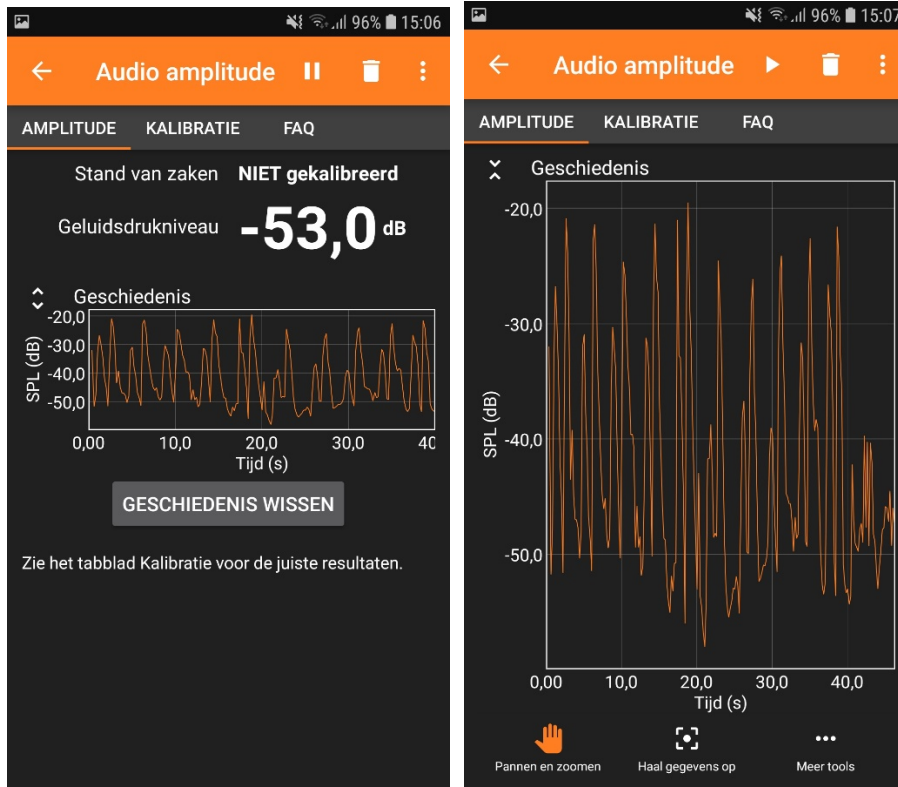 96% 15:06
Audio amplitude
AMPLITUDE KALIBRATIE FAQ
Stand van zaken NIET gekalibreerd
Geluidsdrukniveau -53,0 dB
Geschiedenis
SPL (dB)
-20,0
-30,0
-40,0
-50,0
0,00 10,0 20,0 30,0 40
Tijd (s)
GESCHIEDENIS WISSEN
Zie het tabblad Kalibratie voor de juiste resultaten.
96% 15:07
Audio amplitude
AMPLITUDE KALIBRATIE FAQ
Geschiedenis
SPL (dB)
-20,0
-30,0
-40,0
-50,0
0,00 10,0 20,0 30,0 40,0
Tijd (s)
Pannen en zoomen Haal gegevens op Meer tools